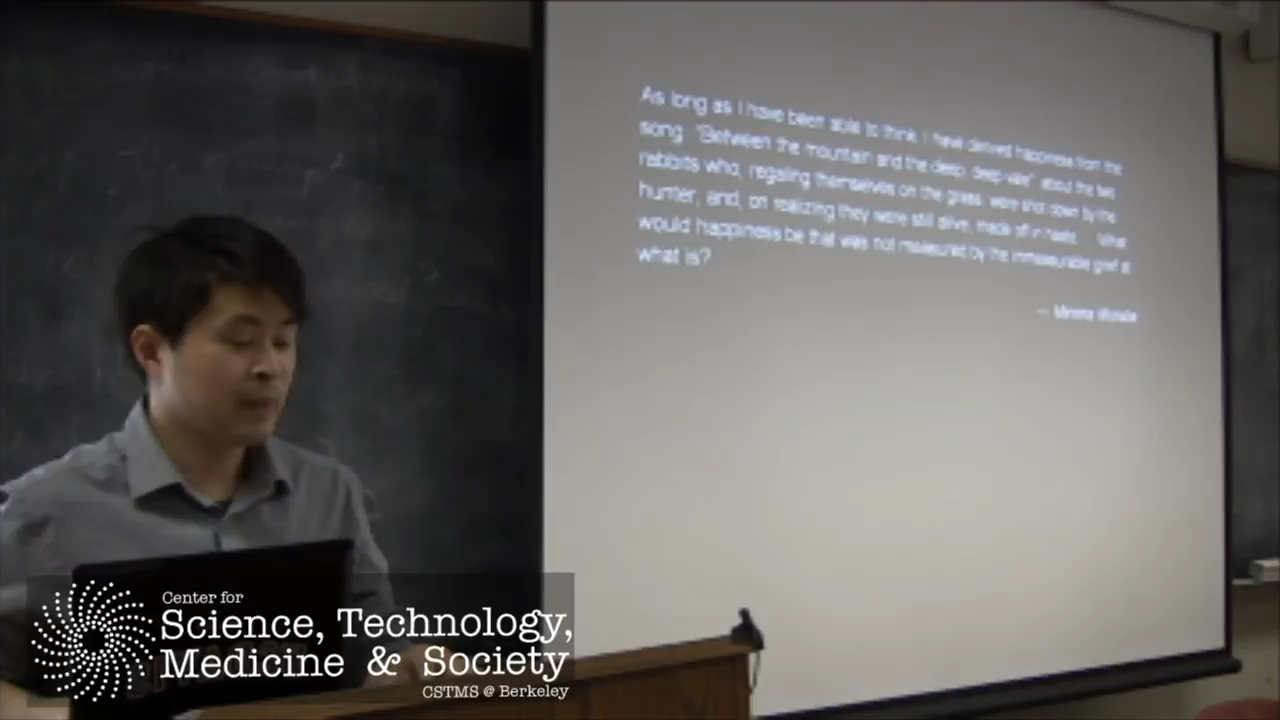 As long as I have been able to think, I have derived happiness from the
song: "Between the mountain and the deep, deep vale" about the two
rabbits who, regaling themselves on the grass, were shot down by the
hunter, and, on realizing they were still alive, made off in haste. ... What
would happiness be that was not measured by the immeasurable grief at
what is?
— Minima Moralia
Center for
Science, Technology,
Medicine & Society
CSTMS @ Berkeley